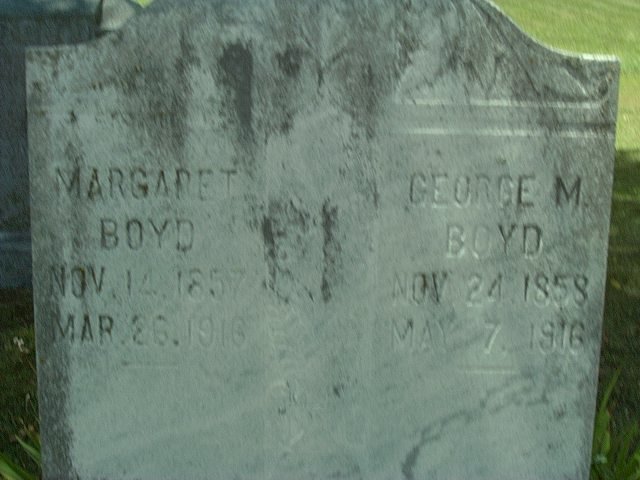 MARGARET
BOYD
NOV. 14, 1857
MAR. 26, 1916
GEORGE M.
BOYD
NOV 24 1858
MAY 7, 1916